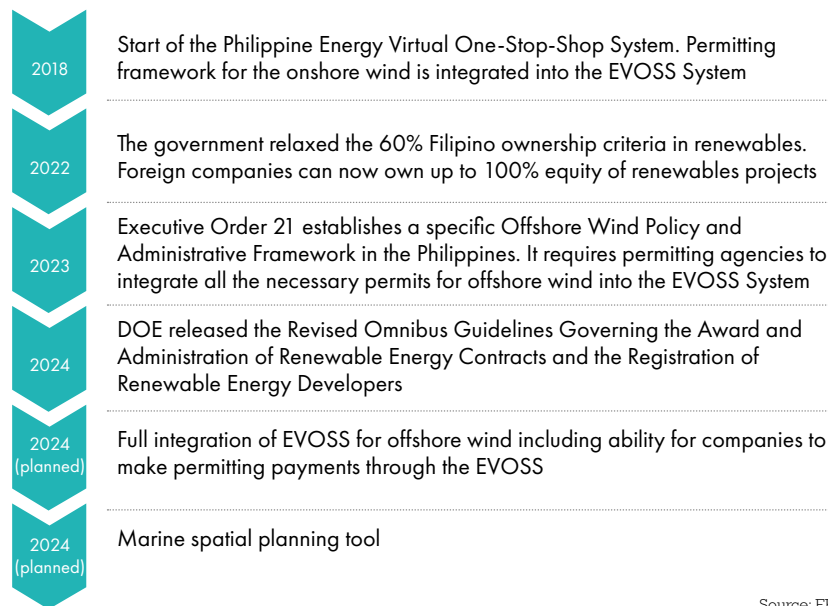 2018
Start of the Philippine Energy Virtual One-Stop-Shop System. Permitting
framework for the onshore wind is integrated into the EVOSS System
2022
The government relaxed the 60% Filipino ownership criteria in renewables.
Foreign companies can now own up to 100% equity of renewables projects
2023
Executive Order 21 establishes a specific Offshore Wind Policy and
Administrative Framework in the Philippines. It requires permitting agencies to
integrate all the necessary permits for offshore wind into the EVOSS System
2024
DOE released the Revised Omnibus Guidelines Governing the Award and
Administration of Renewable Energy Contracts and the Registration of
Renewable Energy Developers
2024
(planned)
Full integration of EVOSS for offshore wind including ability for companies to
make permitting payments through the EVOSS
2024
(planned)
Marine spatial planning tool
Source: